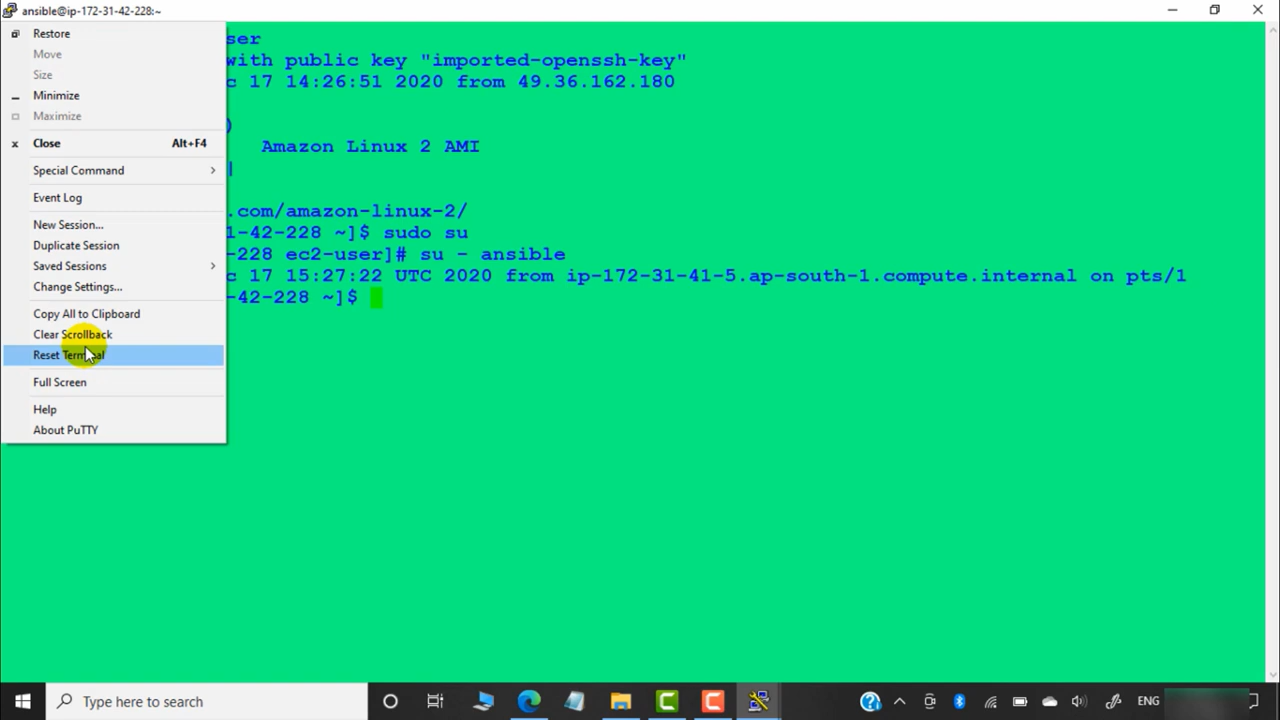 ansible@ip-172-31-42-228:~
Restore
Move
Size
Minimize
Maximize
Close Alt+F4
Special Command
Event Log
New Session...
Duplicate Session
Saved Sessions
Change Settings...
Copy All to Clipboard
Clear Scrollback
Reset Terminal
Full Screen
Help
About PuTTY
ser
with public key "imported-openssh-key"
c 17 14:26:51 2020 from 49.36.162.180
)
Amazon Linux 2 AMI
|
.com/amazon-linux-2/
1-42-228 ~]$ sudo su
-228 ec2-user]# su - ansible
c 17 15:27:22 UTC 2020 from ip-172-31-41-5.ap-south-1.compute.internal on pts/1
-42-228 ~]$
Type here to search
ENG